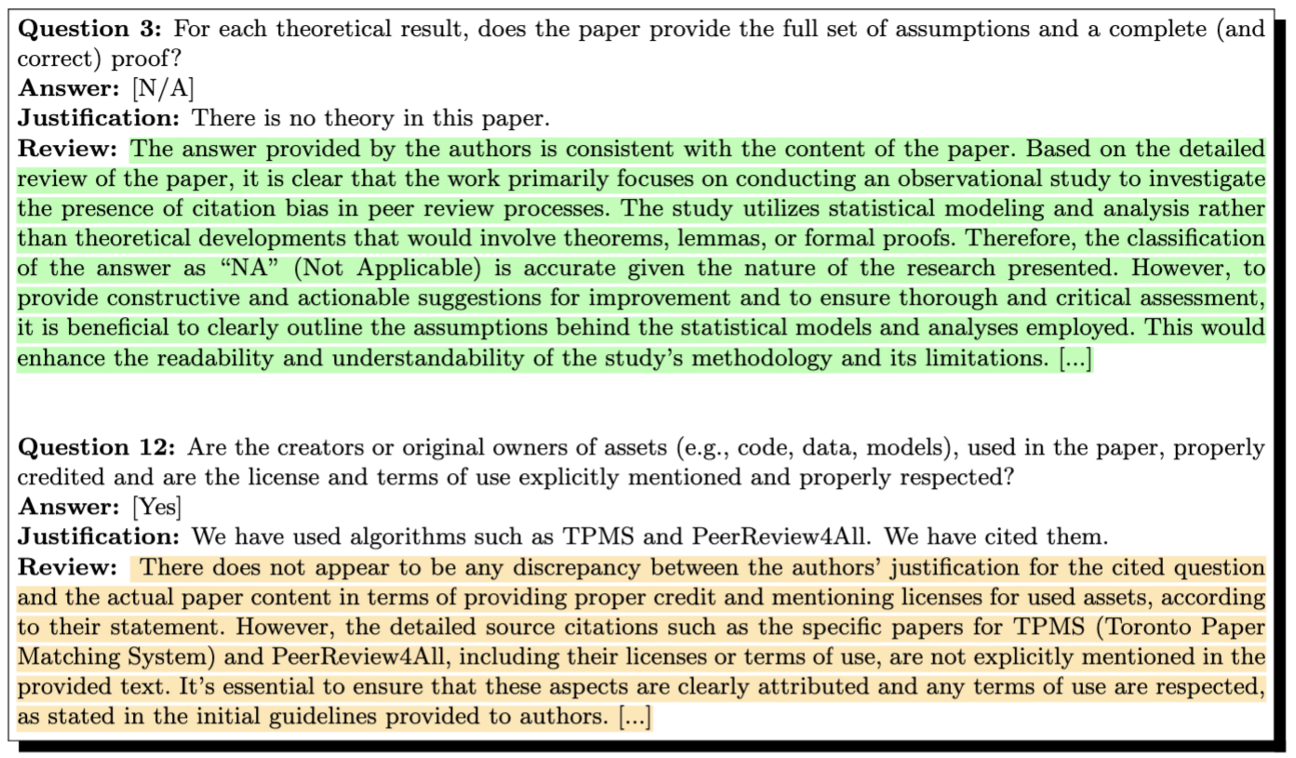 Question 3: For each theoretical result, does the paper provide the full set of assumptions and a complete (and
correct) proof?
Answer: [N/A]
Justification: There is no theory in this paper.
Review: The answer provided by the authors is consistent with the content of the paper. Based on the detailed
review of the paper, it is clear that the work primarily focuses on conducting an observational study to investigate
the presence of citation bias in peer review processes. The study utilizes statistical modeling and analysis rather
than theoretical developments that would involve theorems, lemmas, or formal proofs. Therefore, the classification
of the answer as “NA” (Not Applicable) is accurate given the nature of the research presented. However, to
provide constructive and actionable suggestions for improvement and to ensure thorough and critical assessment,
it is beneficial to clearly outline the assumptions behind the statistical models and analyses employed. This would
enhance the readability and understandability of the study’s methodology and its limitations. [...]
Question 12: Are the creators or original owners of assets (e.g., code, data, models), used in the paper, properly
credited and are the license and terms of use explicitly mentioned and properly respected?
Answer: [Yes]
Justification: We have used algorithms such as TPMS and PeerReview4All. We have cited them.
Review: There does not appear to be any discrepancy between the authors’ justification for the cited question
and the actual paper content in terms of providing proper credit and mentioning licenses for used assets, according
to their statement. However, the detailed source citations such as the specific papers for TPMS (Toronto Paper
Matching System) and PeerReview4All, including their licenses or terms of use, are not explicitly mentioned in the
provided text. It’s essential to ensure that these aspects are clearly attributed and any terms of use are respected,
as stated in the initial guidelines provided to authors. [...]